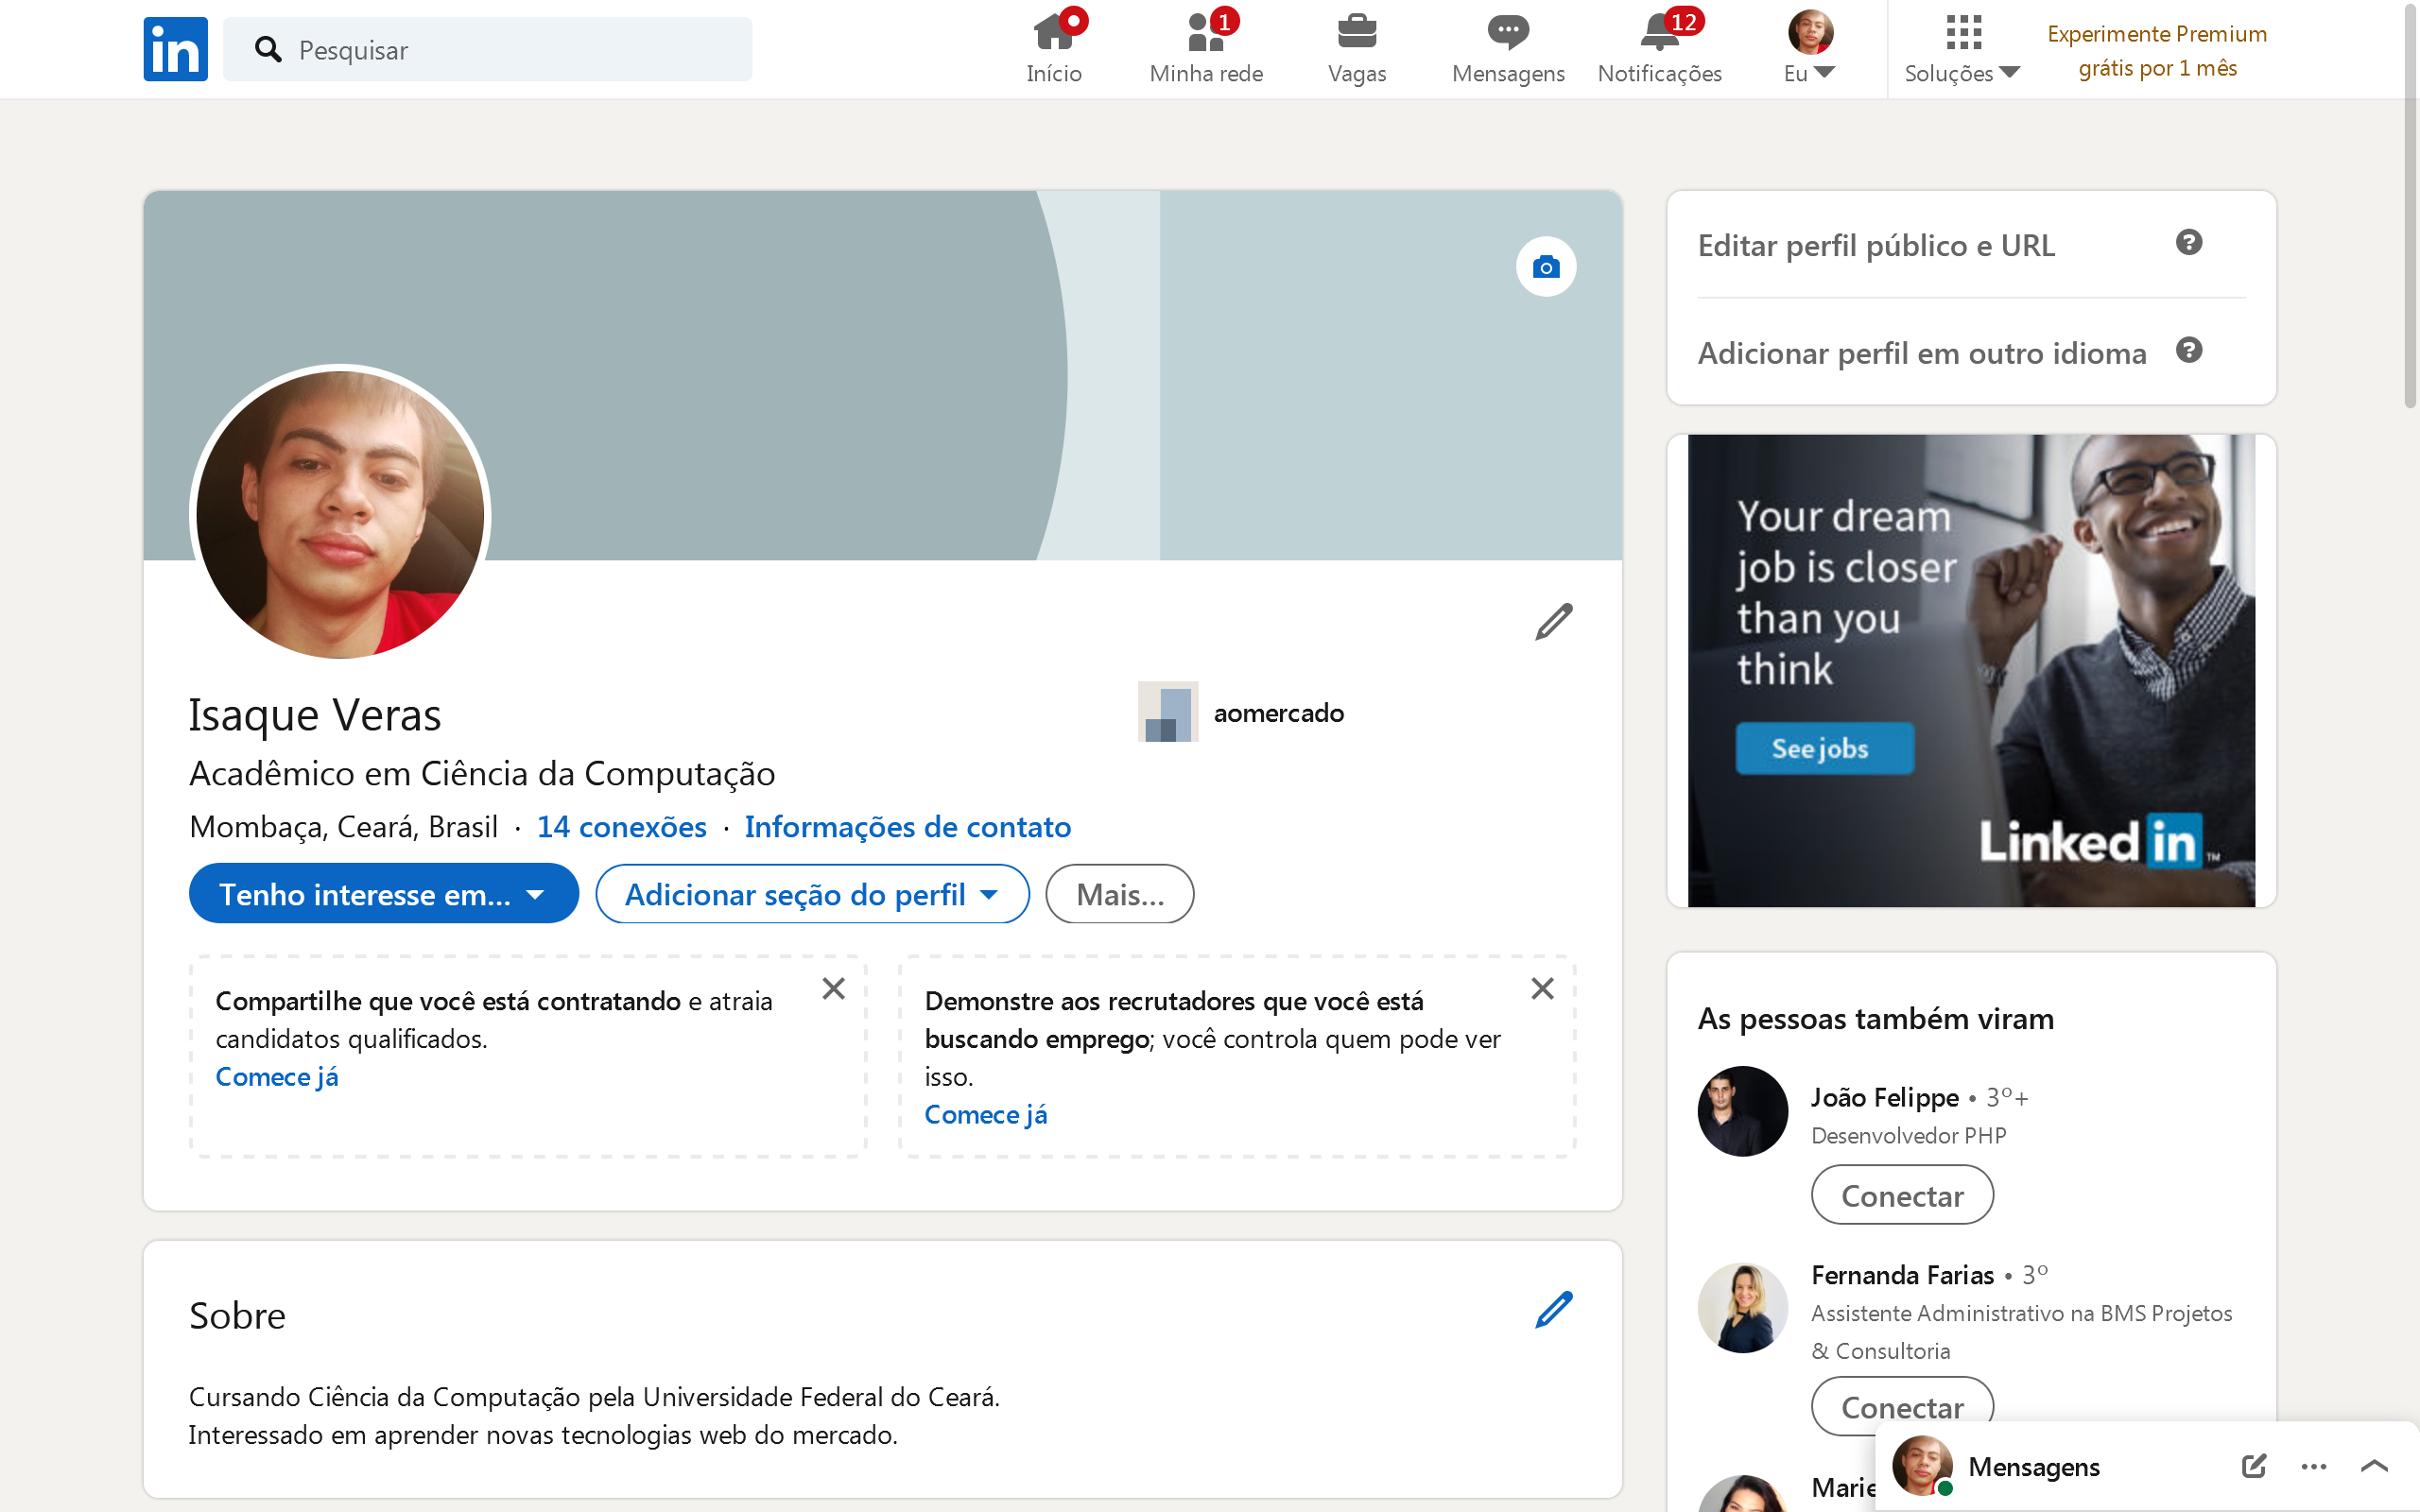 in
Pesquisar
Início
1
Minha rede
Vagas
Mensagens
12
Notificações
Eu
Soluções
Experimente Premium
grátis por 1 mês
Isaque Veras
Acadêmico em Ciência da Computação
Mombaça, Ceará, Brasil · 14 conexões · Informações de contato
aomercado
Tenho interesse em...
Adicionar seção do perfil
Mais...
Compartilhe que você está contratando e atraia
candidatos qualificados.
Comece já
Demonstre aos recrutadores que você está
buscando emprego; você controla quem pode ver
isso.
Comece já
Sobre
Cursando Ciência da Computação pela Universidade Federal do Ceará.
Interessado em aprender novas tecnologias web do mercado.
Editar perfil público e URL
Adicionar perfil em outro idioma
Your dream
job is closer
than you
think
See jobs
Linked in ™
As pessoas também viram
João Felippe • 3º+
Desenvolvedor PHP
Conectar
Fernanda Farias • 3º
Assistente Administrativo na BMS Projetos
& Consultoria
Conectar
Mensagens